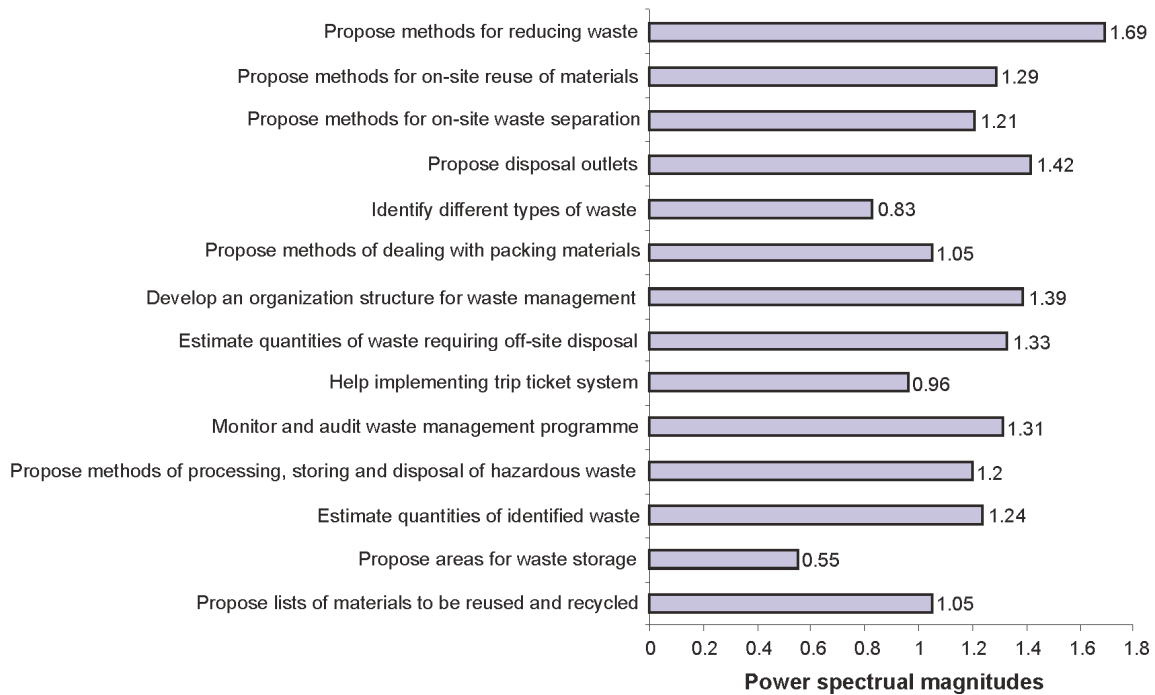 Propose methods for reducing waste 1.69
Propose methods for on-site reuse of materials 1.29
Propose methods for on-site waste separation 1.21
Propose disposal outlets 1.42
Identify different types of waste 0.83
Propose methods of dealing with packing materials 1.05
Develop an organization structure for waste management 1.39
Estimate quantities of waste requiring off-site disposal 1.33
Help implementing trip ticket system 0.96
Monitor and audit waste management programme 1.31
Propose methods of processing, storing and disposal of hazardous waste 1.2
Estimate quantities of identified waste 1.24
Propose areas for waste storage 0.55
Propose lists of materials to be reused and recycled 1.05
0 0.2 0.4 0.6 0.8 1 1.2 1.4 1.6 1.8
Power spectrual magnitudes